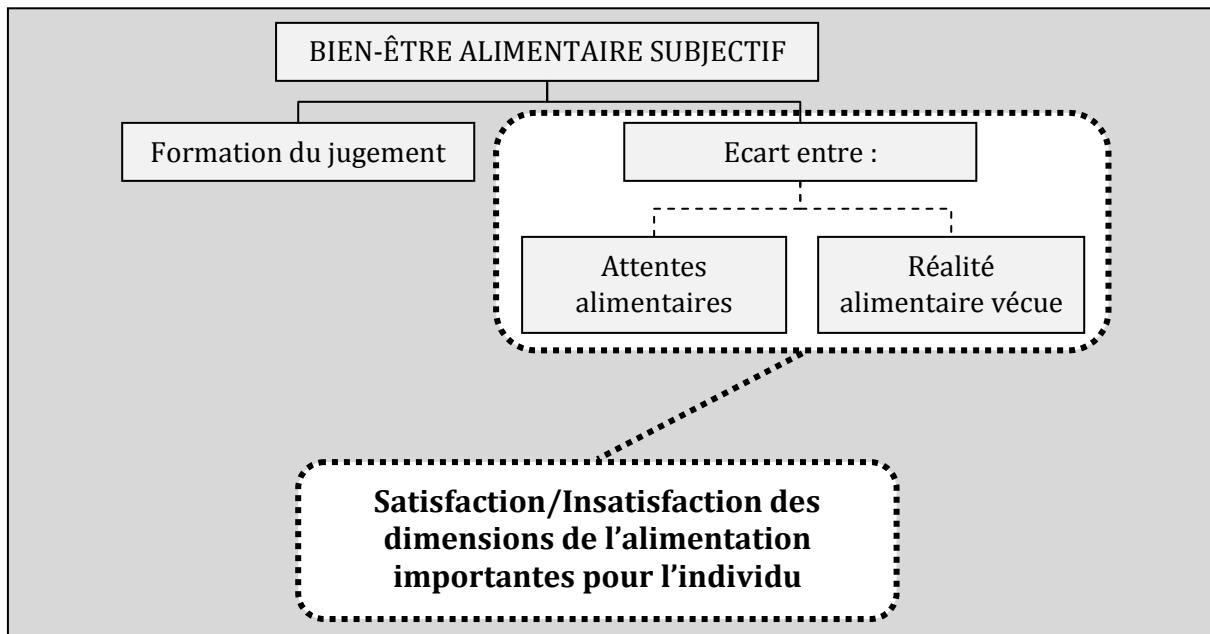 BIEN-ÊTRE ALIMENTAIRE SUBJECTIF
Formation du jugement
Ecart entre :
Attentes
alimentaires
Réalité
alimentaire vécue
Satisfaction/Insatisfaction des
dimensions de l’alimentation
importantes pour l’individu